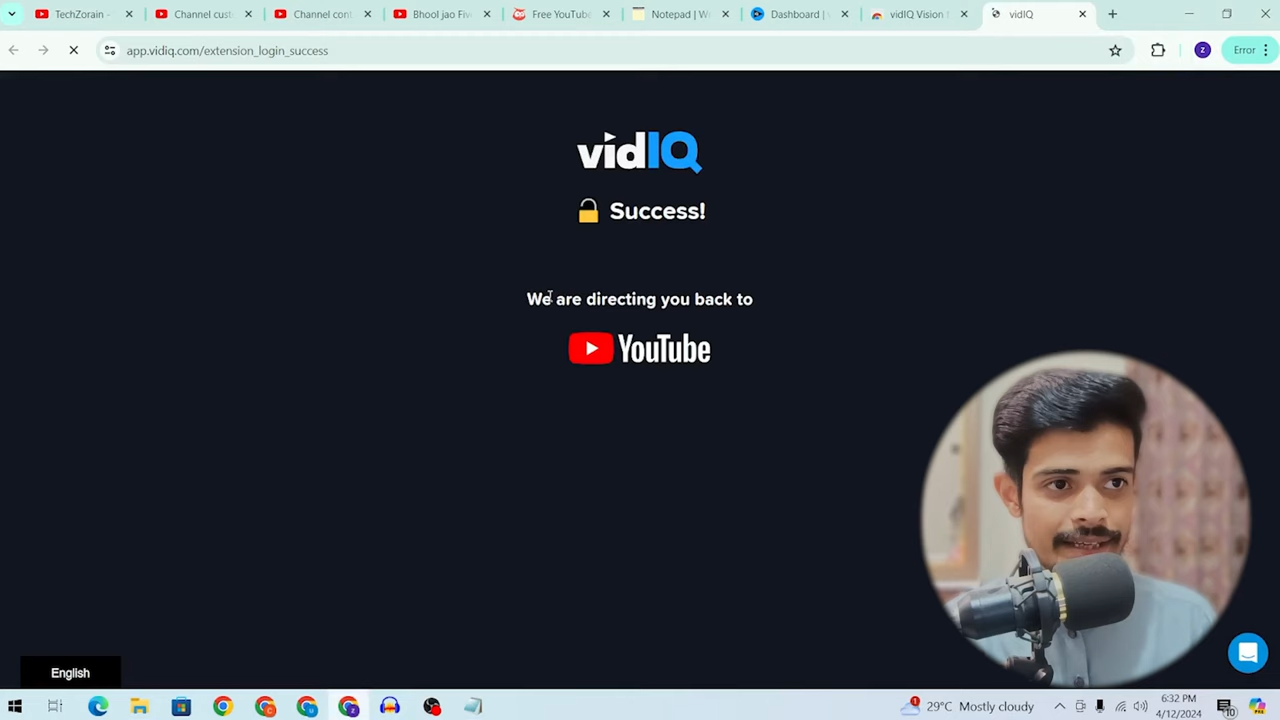 TechZorain -
Channel cust
Channel cont
Bhool jao Five
Free YouTube
Notepad | W
Dashboard | v
vidIQ Vision f
vidIQ
app.vidiq.com/extension_login_success
Z
Error
vidIQ
Success!
We are directing you back to
YouTube
English
29°C Mostly cloudy
6:32 PM
4/12/2024
10